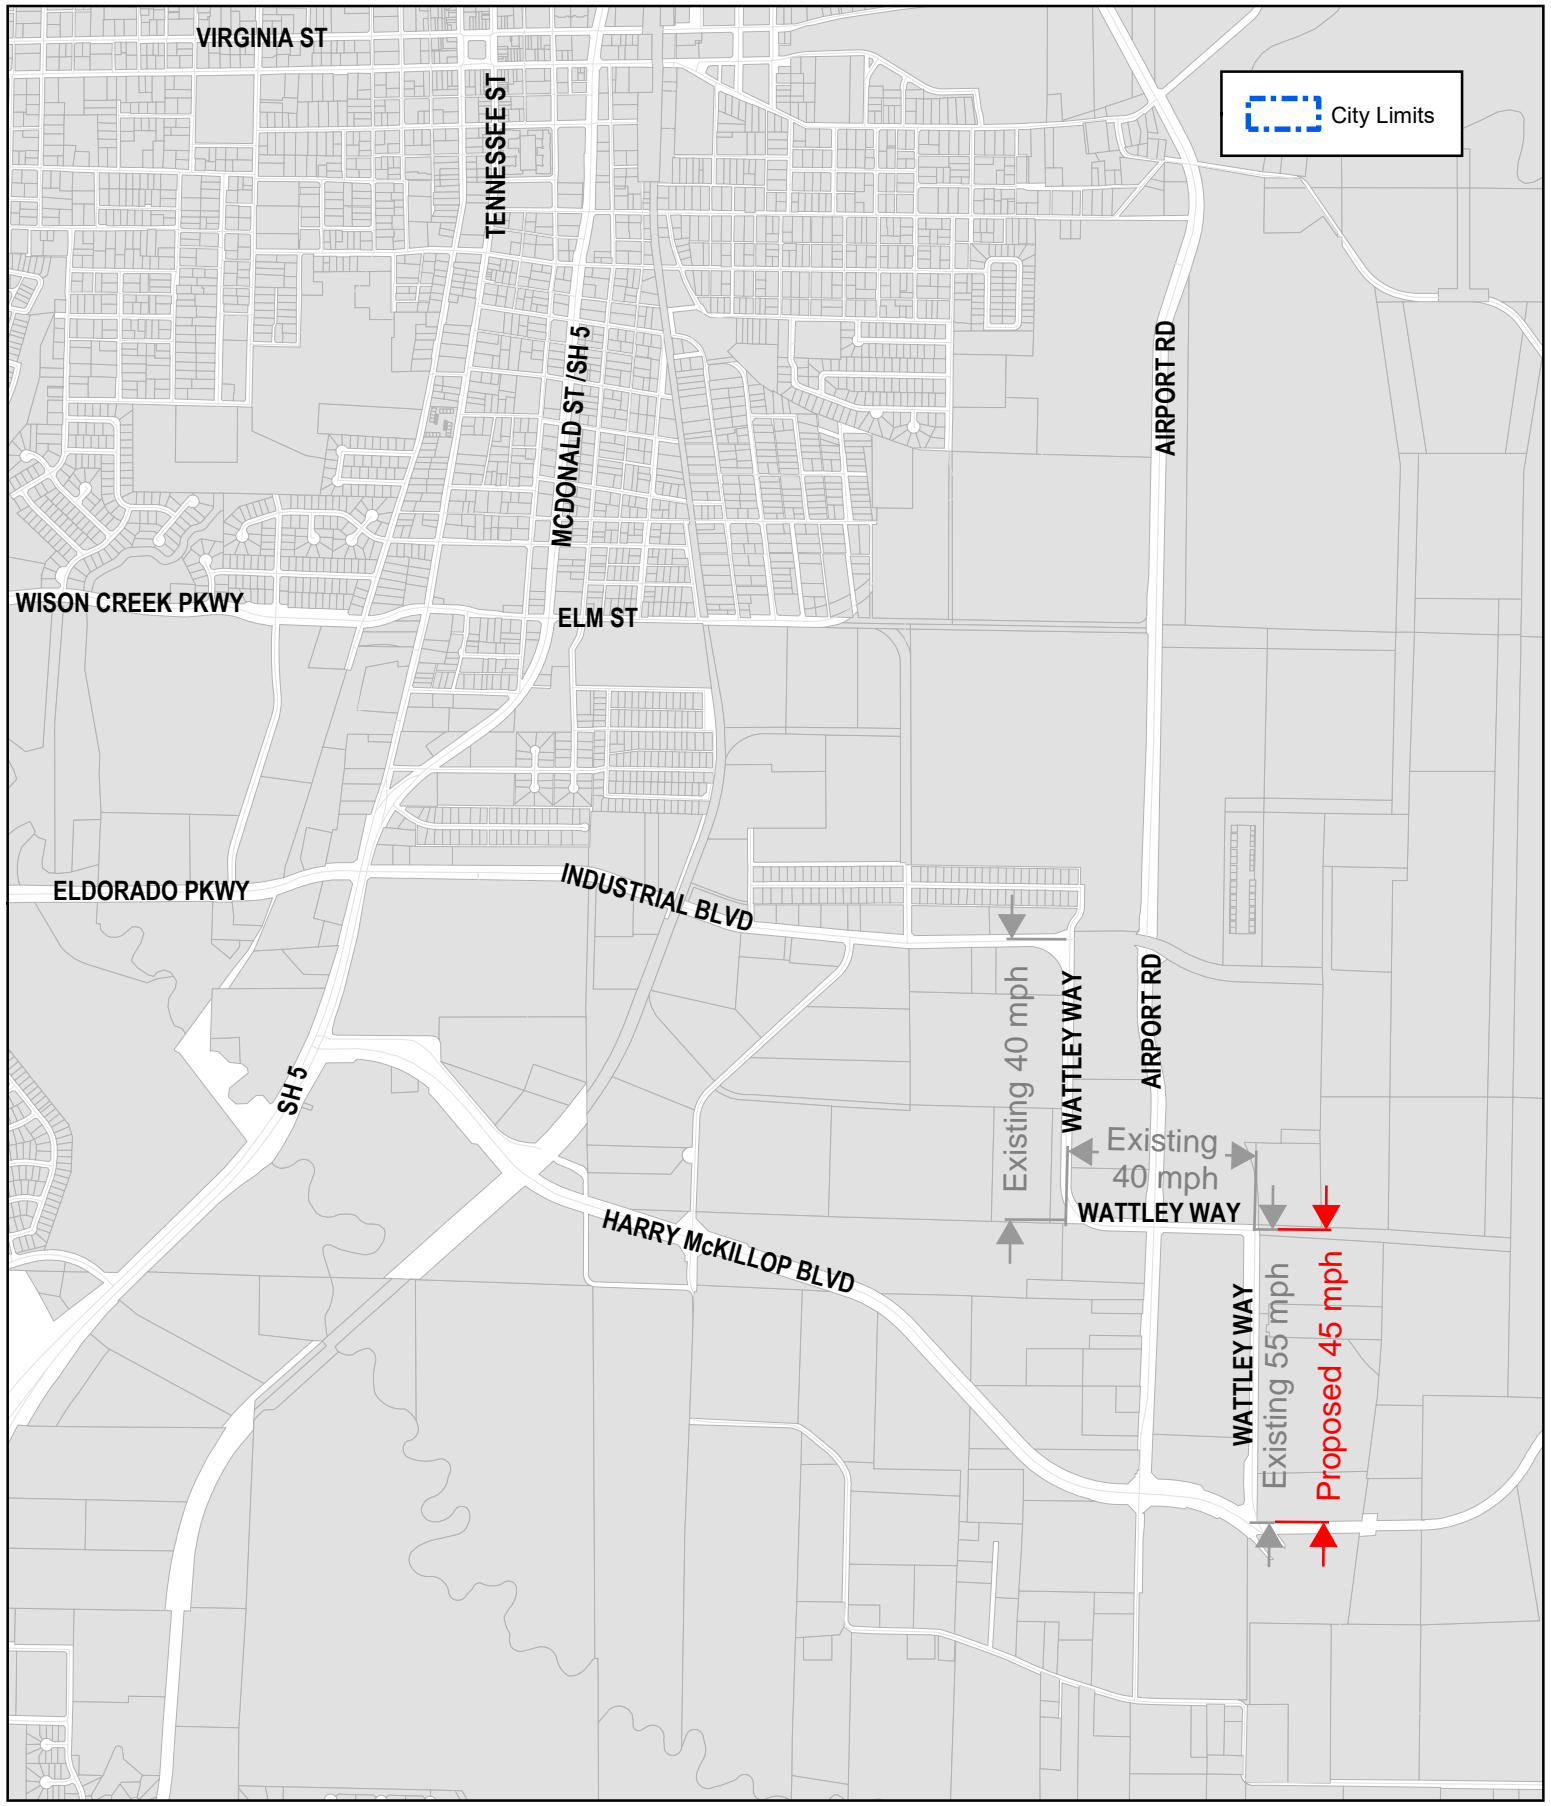 VIRGINIA ST
TENNESSEE ST
City Limits
MCDONALD ST /SH 5
AIRPORT RD
WISON CREEK PKWY
ELM ST
ELDORADO PKWY
INDUSTRIAL BLVD
Existing 40 mph
WATTLEY WAY
AIRPORT RD
SH 5
Existing
40 mph
WATTLEY WAY
HARRY McKILLOP BLVD
WATTLEY WAY
Existing 55 mph
Proposed 45 mph